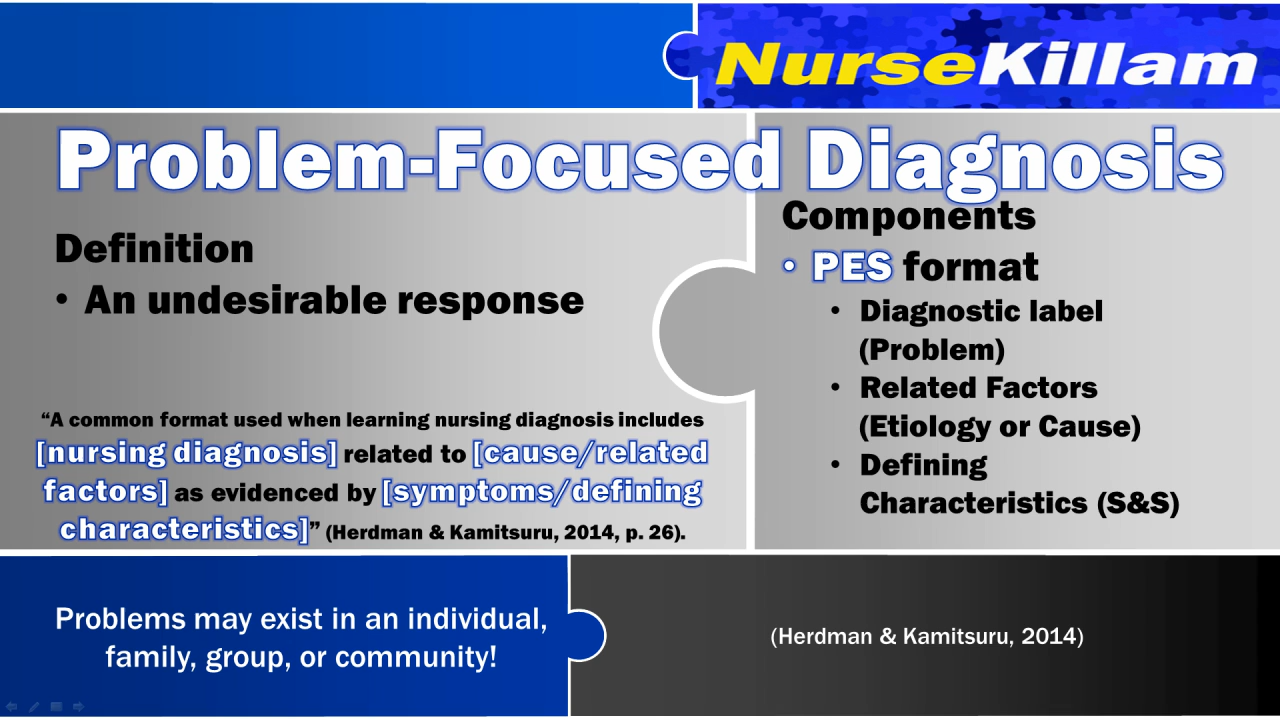 NurseKillam
Problem-Focused Diagnosis
Definition
• An undesirable response
“A common format used when learning nursing diagnosis includes
[nursing diagnosis] related to [cause/related
factors] as evidenced by [symptoms/defining
characteristics]” (Herdman & Kamitsuru, 2014, p. 26).
Components
• PES format
• Diagnostic label
(Problem)
• Related Factors
(Etiology or Cause)
• Defining
Characteristics (S&S)
Problems may exist in an individual,
family, group, or community!
(Herdman & Kamitsuru, 2014)